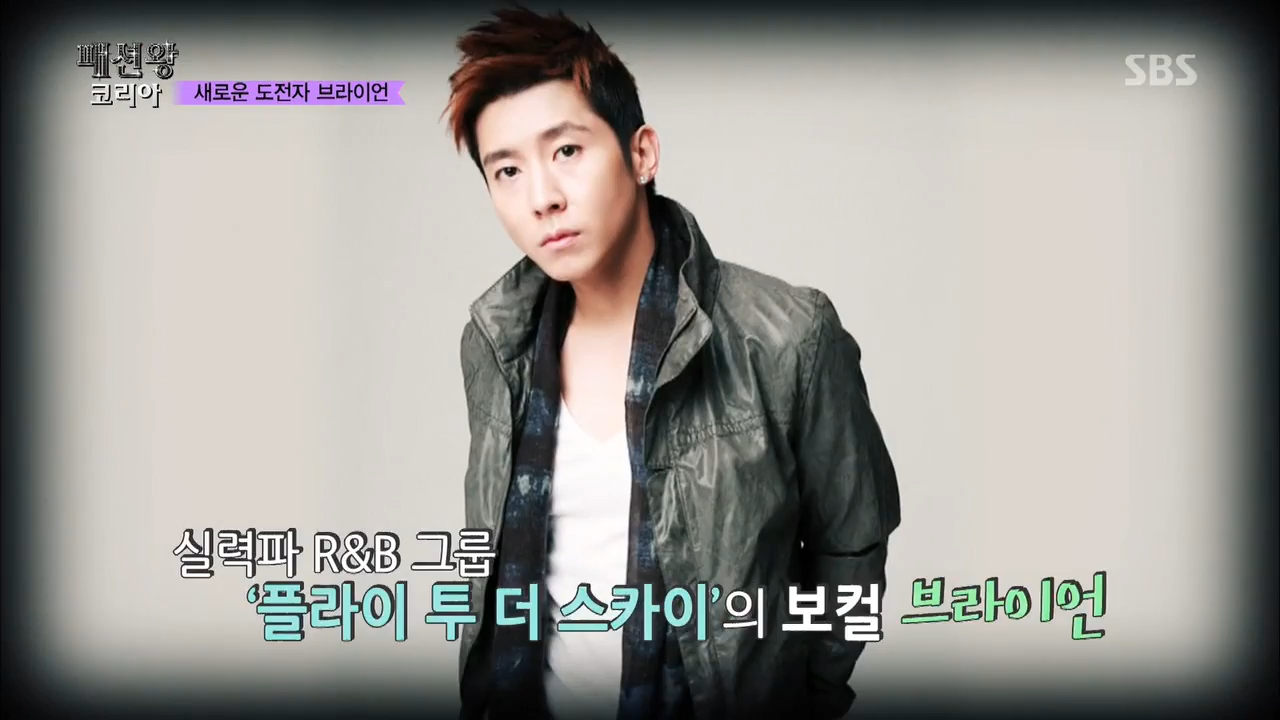 패션왕
코리아
새로운 도전자 브라이언
SBS
실력파 R&B 그룹
‘플라이 투 더 스카이’의 보컬 브라이언